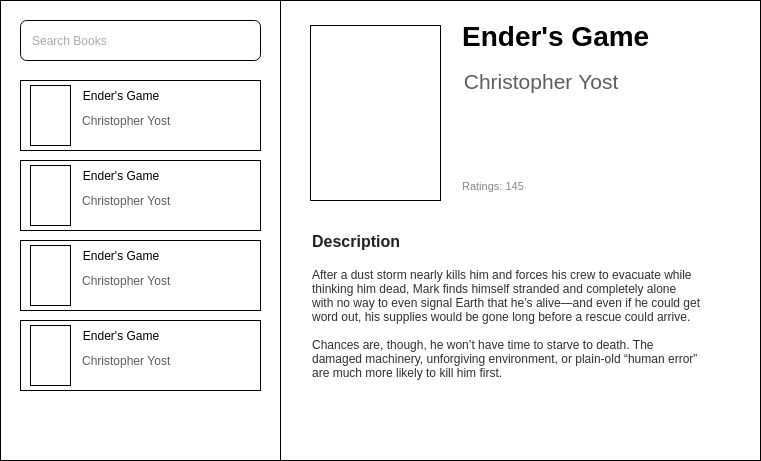 Search Books
Ender's Game
Christopher Yost
Ender's Game
Christopher Yost
Ender's Game
Christopher Yost
Ender's Game
Christopher Yost
Ender's Game
Christopher Yost
Ratings: 145
Description
After a dust storm nearly kills him and forces his crew to evacuate while
thinking him dead, Mark finds himself stranded and completely alone
with no way to even signal Earth that he’s alive—and even if he could get
word out, his supplies would be gone long before a rescue could arrive.
Chances are, though, he won’t have time to starve to death. The
damaged machinery, unforgiving environment, or plain-old “human error”
are much more likely to kill him first.